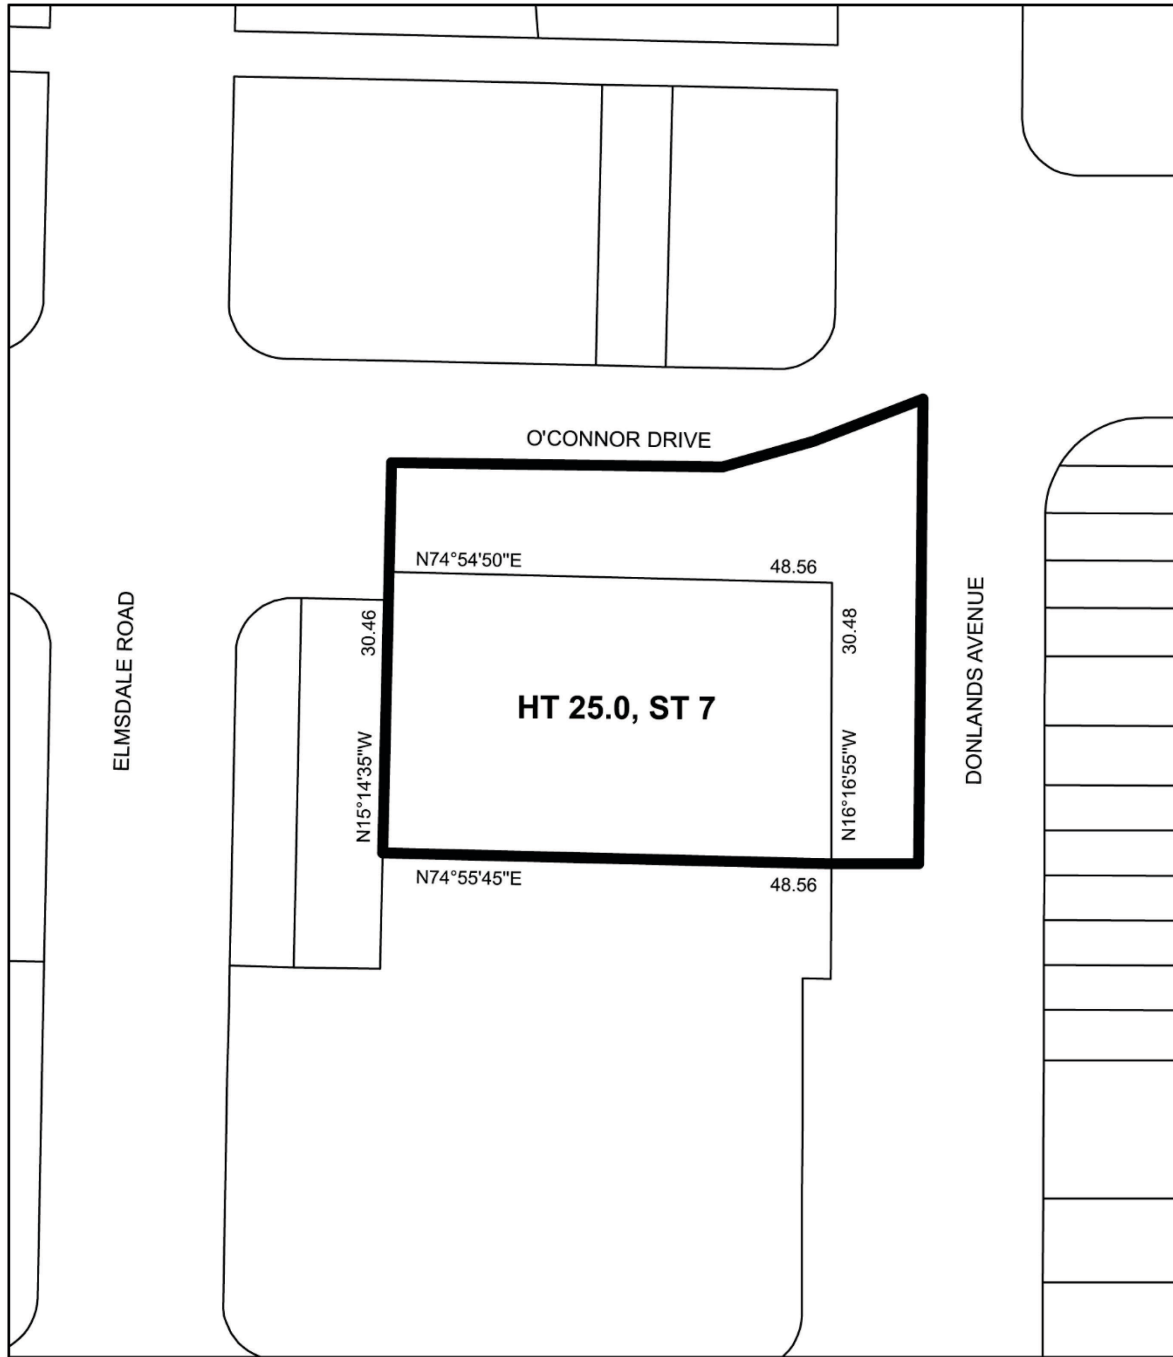 O'CONNOR DRIVE
N74°54'50"E
48.56
ELMSDALE ROAD
30.46
30.48
DONLANDS AVENUE
HT 25.0, ST 7
N15°14'35"W
N16°16'55"W
N74°55'45"E
48.56